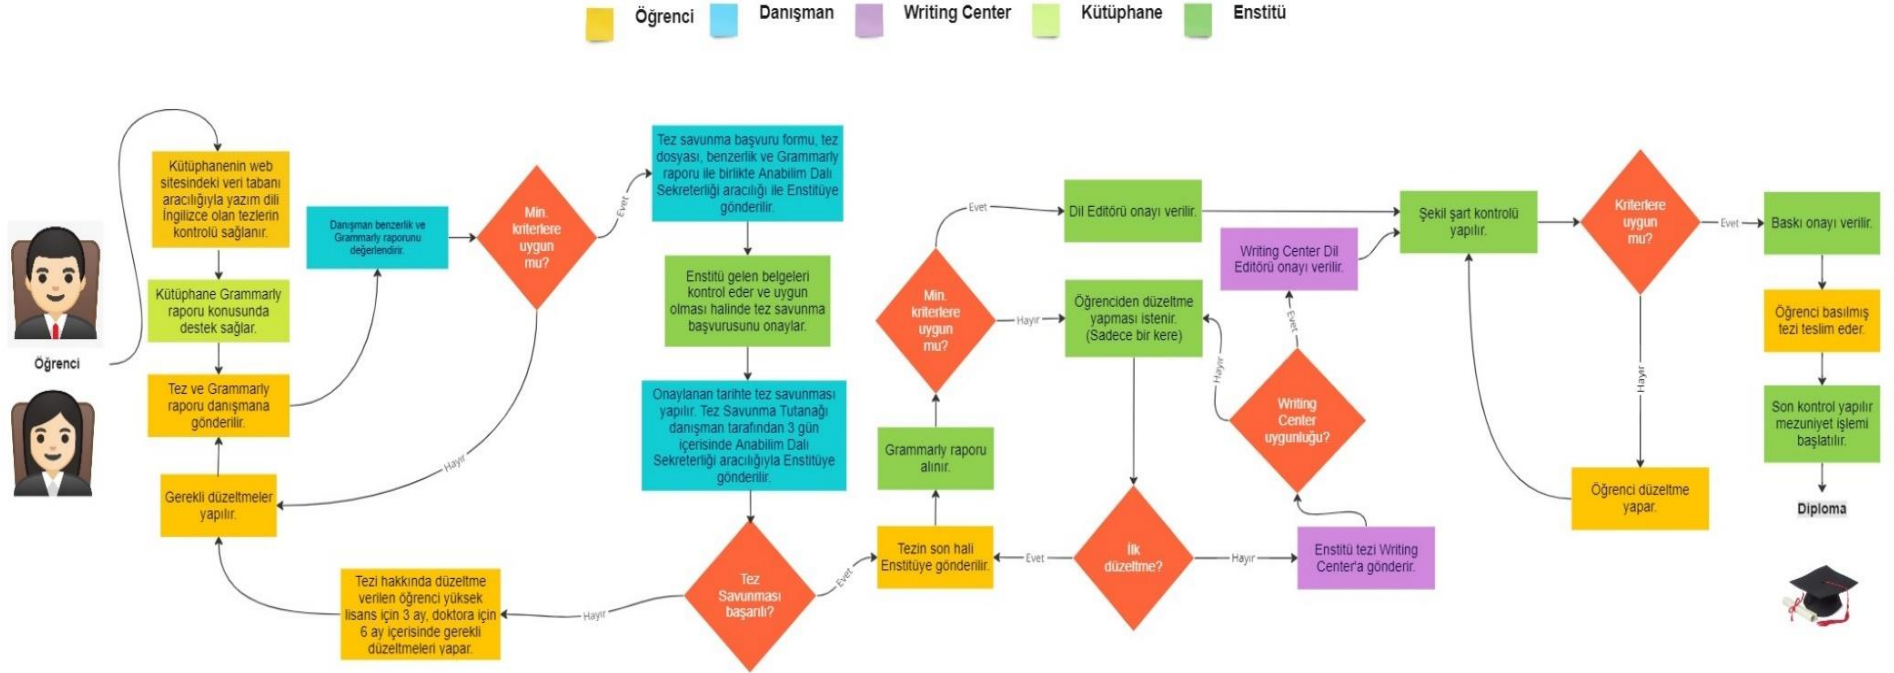 Öğrenci
Danışman
Writing Center
Kütüphane
Enstitü
Öğrenci
Kütüphanenin web
sitesindeki veri tabanı
aracılığıyla yazım dili
İngilizce olan tezlerin
kontrolü sağlanır.
Kütüphane Grammarly
raporu konusunda
destek sağlar.
Tez ve Grammarly
raporu danışmana
gönderilir.
Gerekli düzeltmeler
yapılır.
Danışman benzerlik ve
Grammarly raporunu
değerlendirir.
Min.
kriterlere
uygun
mu?
Evet
Hayır
Tez savunma başvuru formu, tez
dosyası, benzerlik ve Grammarly
raporu ile birlikte Anabilim Dalı
Sekreterliği aracılığı ile Enstitüye
gönderilir.
Enstitü gelen belgeleri
kontrol eder ve uygun
olması halinde tez savunma
başvurusunu onaylar.
Onaylanan tarihte tez savunması
yapılır. Tez Savunma Tutanağı
danışman tarafından 3 gün
içerisinde Anabilim Dalı
Sekreterliği aracılığıyla Enstitüye
gönderilir.
Tez
Savunması
başarılı?
Hayır
Evet
Tezi hakkında düzeltme
verilen öğrenci yüksek
lisans için 3 ay, doktora için
6 ay içerisinde gerekli
düzeltmeleri yapar.
Tezin son hali
Enstitüye gönderilir.
Grammarly raporu
alınır.
Min.
kriterlere
uygun
mu?
Evet
Hayır
Dil Editörü onayı verilir.
Öğrenciden düzeltme
yapması istenir.
(Sadece bir kere)
İlk
düzeltme?
Evet
Hayır
Enstitü tezi Writing
Center'a gönderir.
Writing
Center
uygunluğu?
Hayır
Evet
Writing Center Dil
Editörü onayı verilir.
Şekil şart kontrolü
yapılır.
Kriterlere
uygun
mu?
Evet
Hayır
Öğrenci düzeltme
yapar.
Baskı onayı verilir.
Öğrenci basılmış
tezi teslim eder.
Son kontrol yapılır
mezuniyet işlemi
başlatılır.
Diploma